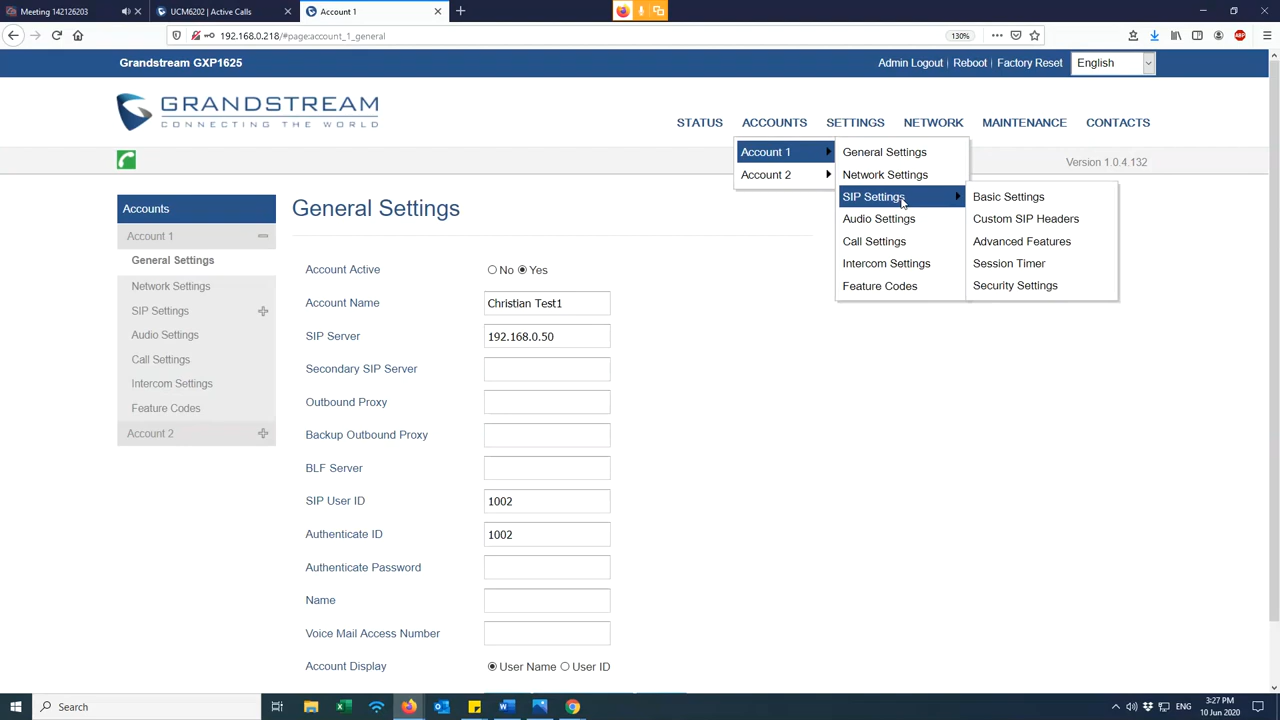 Meeting 142126203
UCM6202 | Active Calls
Account 1
192.168.0.218/#page:account_1_general
130%
ABP
Grandstream GXP1625
Admin Logout | Reboot | Factory Reset
English
GRANDSTREAM
CONNECTING THE WORLD
STATUS ACCOUNTS SETTINGS NETWORK MAINTENANCE CONTACTS
Version 1.0.4.132
Account 1
Account 2
General Settings
Network Settings
SIP Settings
Audio Settings
Call Settings
Intercom Settings
Feature Codes
Basic Settings
Custom SIP Headers
Advanced Features
Session Timer
Security Settings
Accounts
Account 1
General Settings
Network Settings
SIP Settings
Audio Settings
Call Settings
Intercom Settings
Feature Codes
Account 2
General Settings
Account Active No Yes
Account Name Christian Test1
SIP Server 192.168.0.50
Secondary SIP Server
Outbound Proxy
Backup Outbound Proxy
BLF Server
SIP User ID 1002
Authenticate ID 1002
Authenticate Password
Name
Voice Mail Access Number
Account Display User Name User ID
Search
ENG
3:27 PM
10 Jun 2020